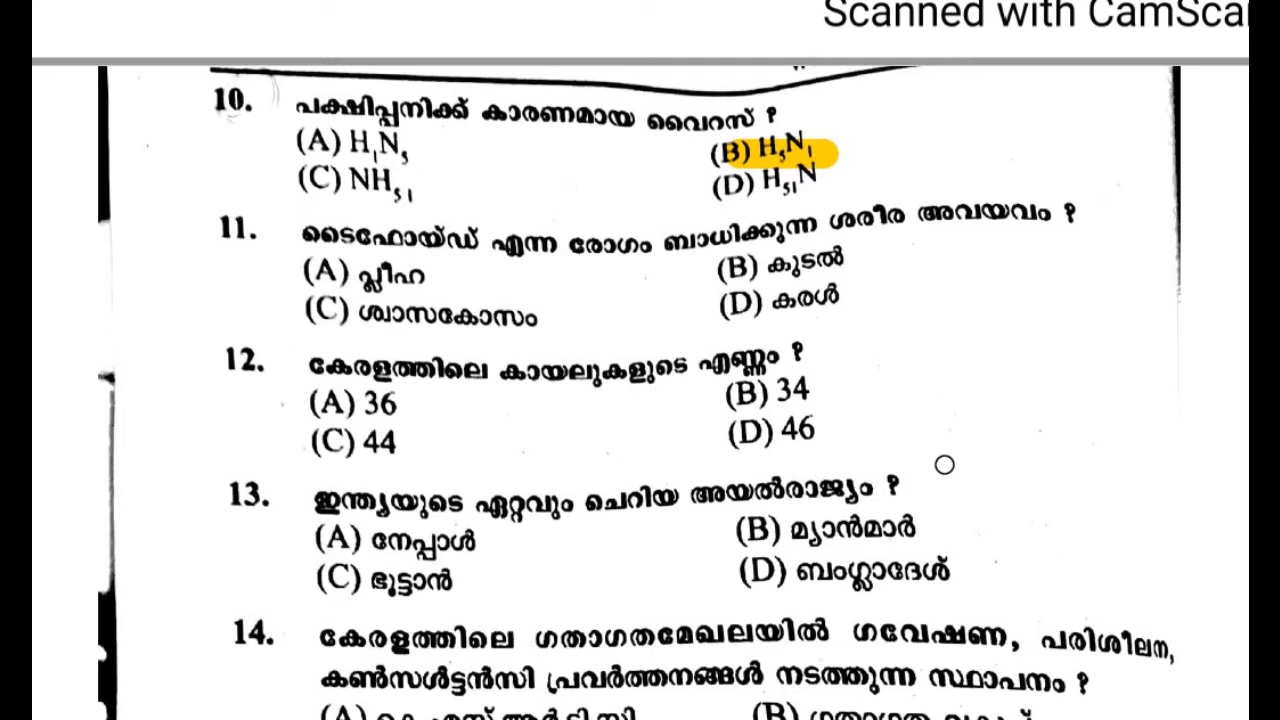 Scanned with CamSca
10. പക്ഷിപ്പനിക്ക് കാരണമായ വൈറസ് ?
(A) H₁N₅ (B) H₅N₁
(C) NH₅₁ (D) H₅₁N
11. ടൈഫോയ്ഡ് എന്ന രോഗം ബാധിക്കുന്ന ശരീര അവയവം ?
(A) പ്ലീഹ (B) കുടൽ
(C) ശ്വാസകോസം (D) കരൾ
12. കേരളത്തിലെ കായലുകളുടെ എണ്ണം ?
(A) 36 (B) 34
(C) 44 (D) 46
13. ഇന്ത്യയുടെ ഏറ്റവും ചെറിയ അയൽരാജ്യം ?
(A) നേപ്പാൾ (B) മ്യാൻമാർ
(C) ഭൂട്ടാൻ (D) ബംഗ്ലാദേശ്
14. കേരളത്തിലെ ഗതാഗതമേഖലയിൽ ഗവേഷണ, പരിശീലന,
കൺസൾട്ടൻസി പ്രവർത്തനങ്ങൾ നടത്തുന്ന സ്ഥാപനം ?
(A) (B)